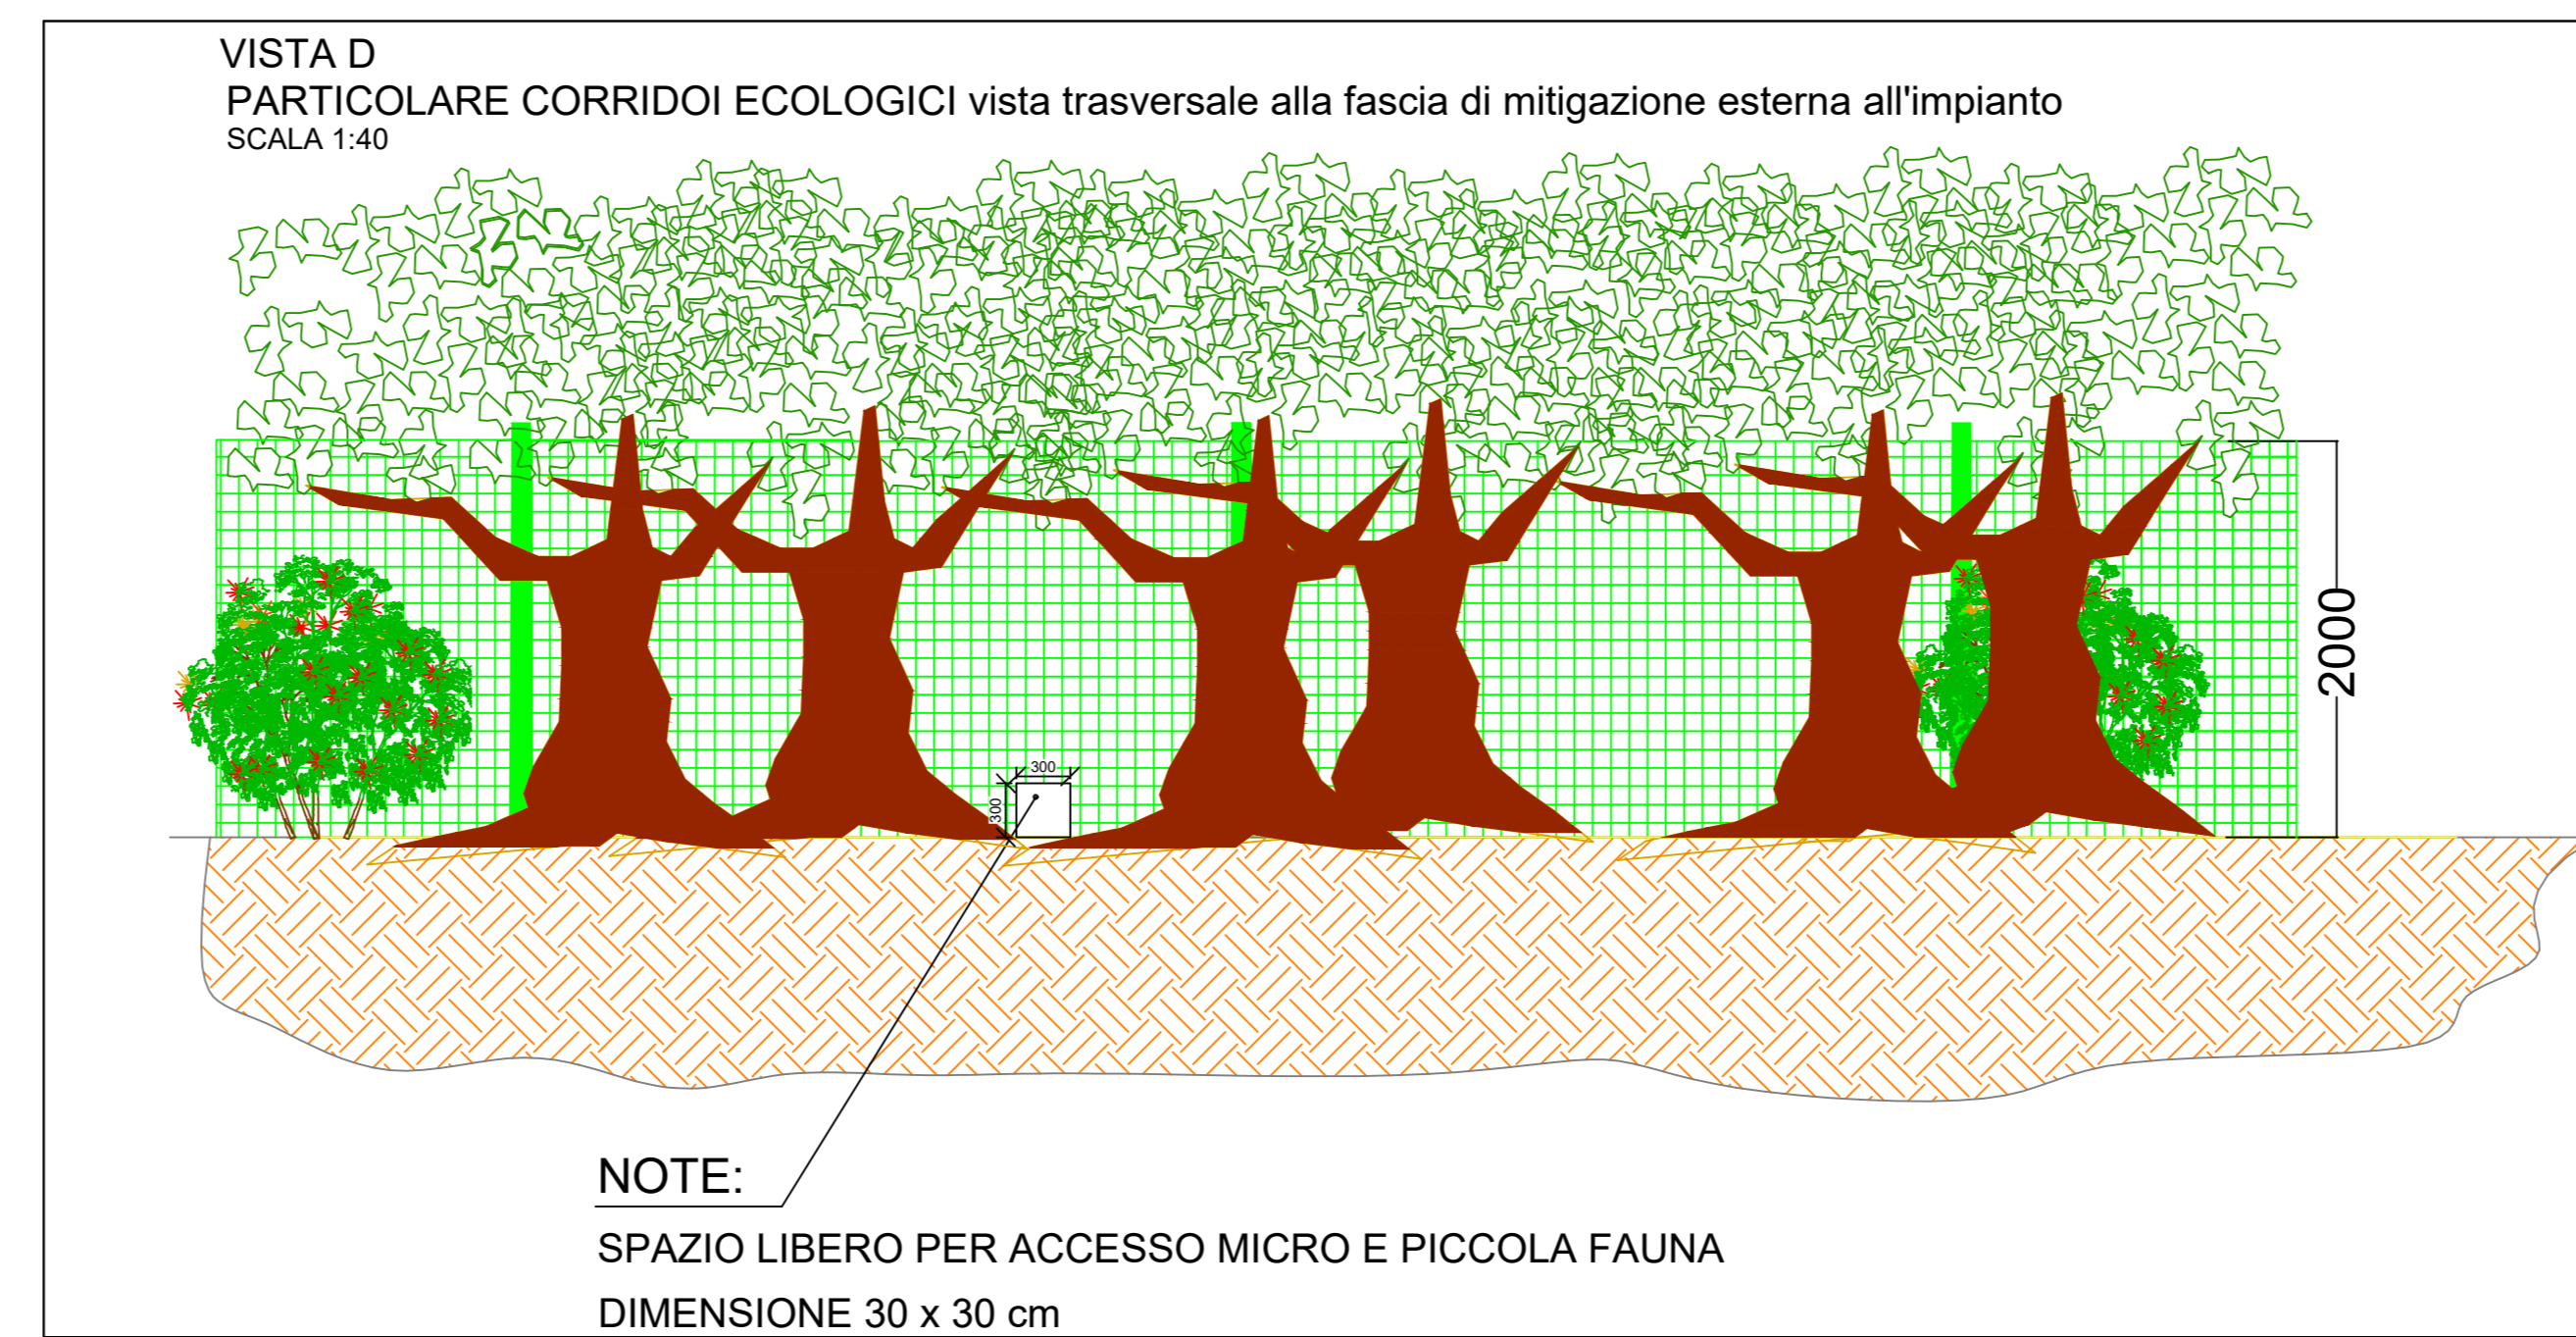 VISTA D
PARTICOLARE CORRIDOI ECOLOGICI vista trasversale alla fascia di mitigazione esterna all'impianto
SCALA 1:40
2000
300
300
NOTE:
SPAZIO LIBERO PER ACCESSO MICRO E PICCOLA FAUNA
DIMENSIONE 30 x 30 cm